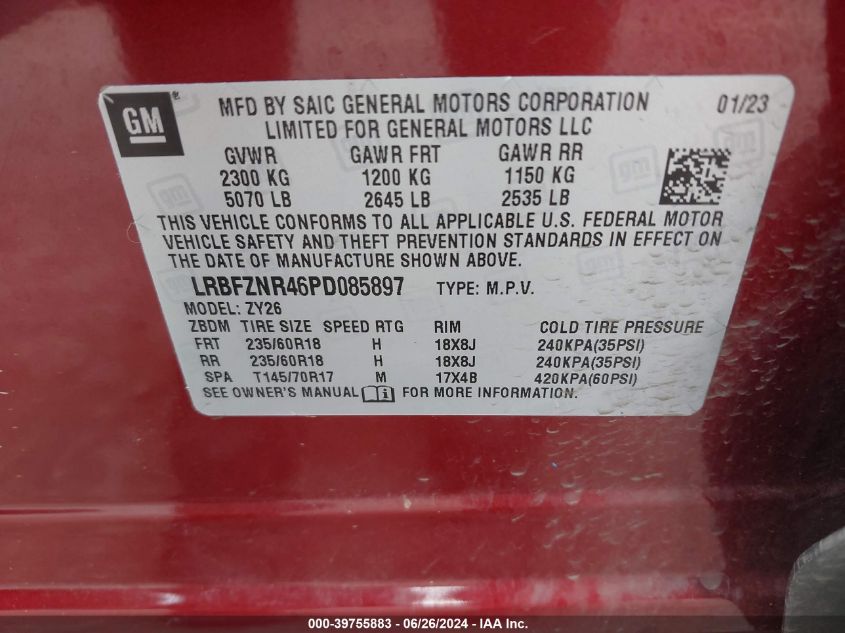 GM ®
MFD BY SAIC GENERAL MOTORS CORPORATION 01/23
LIMITED FOR GENERAL MOTORS LLC
GVWR GAWR FRT GAWR RR
2300 KG 1200 KG 1150 KG
5070 LB 2645 LB 2535 LB
THIS VEHICLE CONFORMS TO ALL APPLICABLE U.S. FEDERAL MOTOR
VEHICLE SAFETY AND THEFT PREVENTION STANDARDS IN EFFECT ON
THE DATE OF MANUFACTURE SHOWN ABOVE.
LRBFZNR46PD085897 TYPE: M.P.V.
MODEL: ZY26
ZBDM TIRE SIZE SPEED RTG RIM COLD TIRE PRESSURE
FRT 235/60R18 H 18X8J 240KPA(35PSI)
RR 235/60R18 H 18X8J 240KPA(35PSI)
SPA T145/70R17 M 17X4B 420KPA(60PSI)
SEE OWNER'S MANUAL FOR MORE INFORMATION.
000-39755883 - 06/26/2024 - IAA Inc.